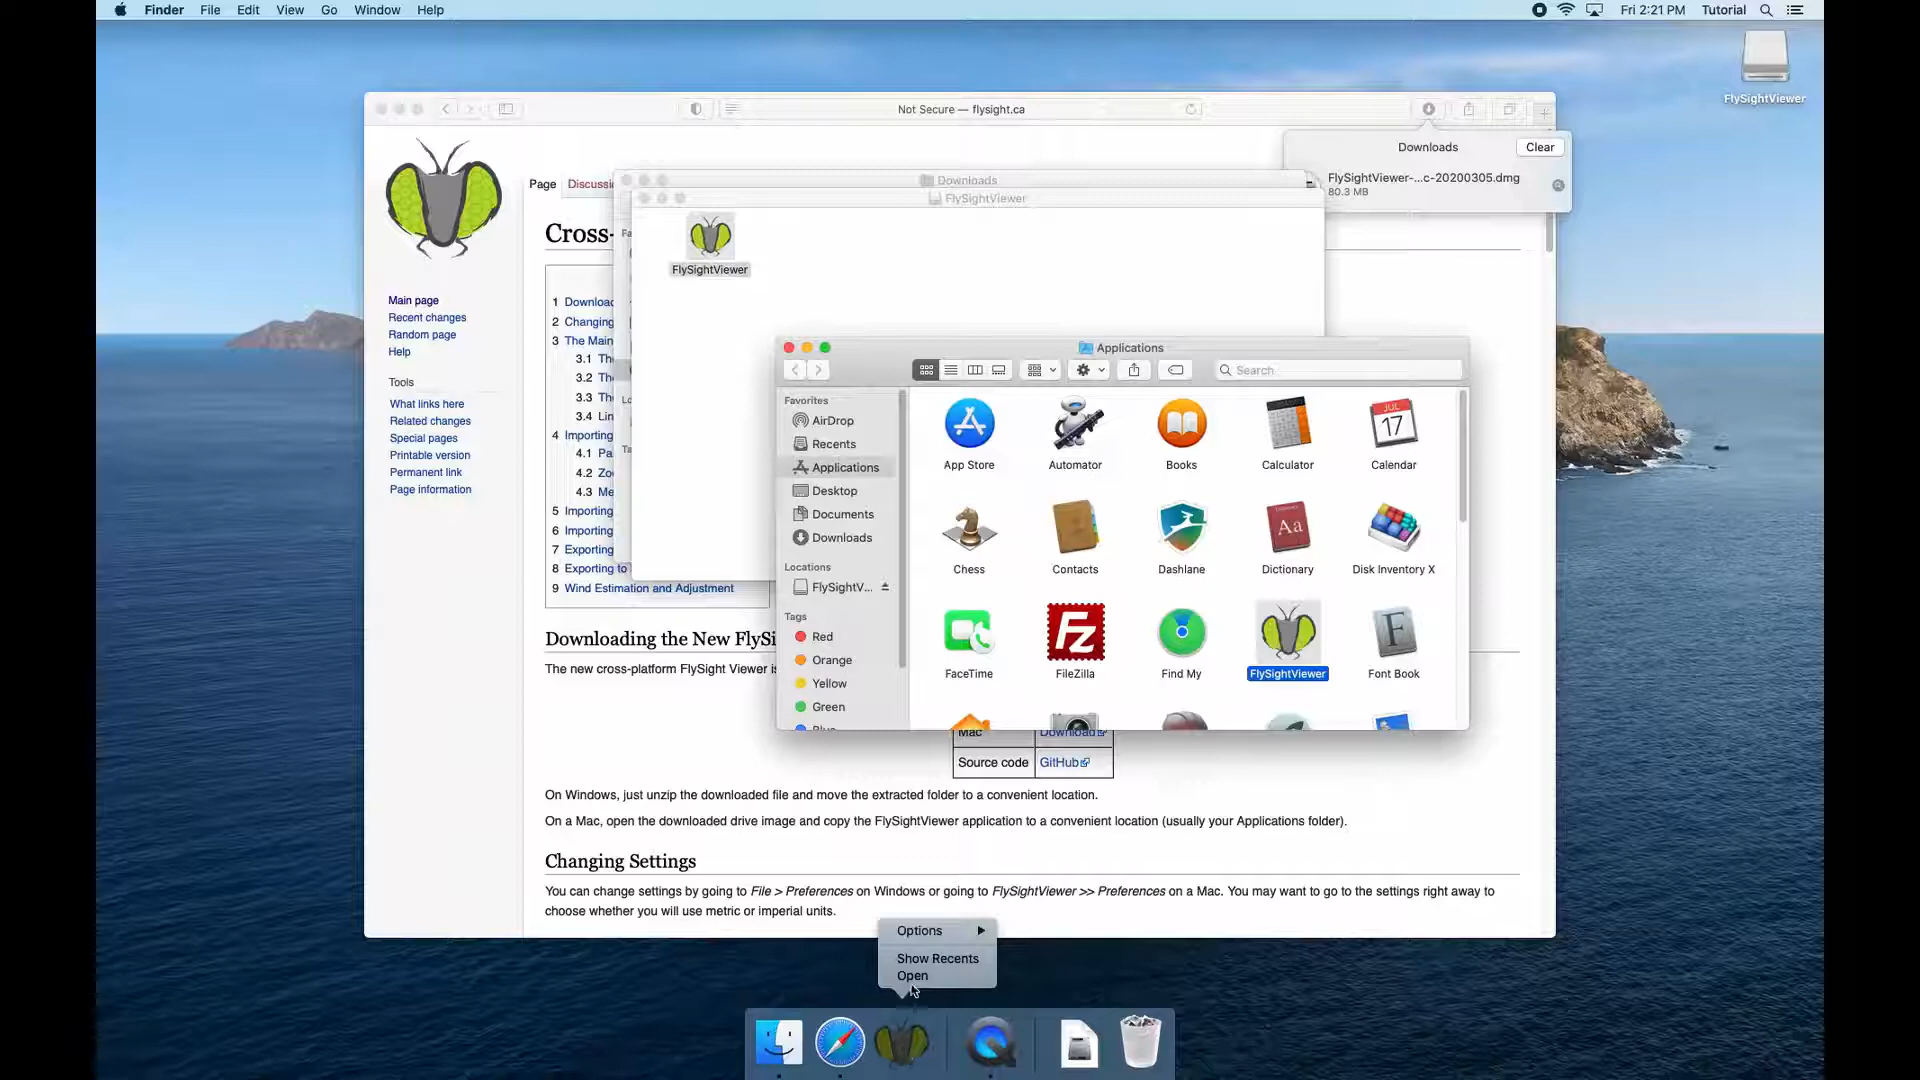 Finder File Edit View Go Window Help
Fri 2:21 PM Tutorial
FlySightViewer
Not Secure — flysight.ca
Downloads Clear
FlySightViewer-...c-20200305.dmg
80.3 MB
Page
Downloads
FlySightViewer
FlySightViewer
Cross-
Main page
Recent changes
Random page
Help
Tools
What links here
Related changes
Special pages
Printable version
Permanent link
Page information
1
2 Changing
3 The Main
3.1
3.2
3.3
3.4
4 Importing
4.1
4.2
4.3
5 Importing
6 Importing
7 Exporting
8 Exporting to
9 Wind Estimation and Adjustment
Downloading the New
The new cross-platform FlySight Viewer
Applications
Search
Favorites
AirDrop
Recents
Applications
Desktop
Documents
Downloads
Locations
FlySightV...
Tags
Red
Orange
Yellow
Green
Blue
App Store
Automator
Books
Calculator
JUL
17
Calendar
Chess
Contacts
Dashlane
Aa
Dictionary
Disk Inventory X
FaceTime
Fz
FileZilla
Find My
FlySightViewer
F
Font Book
Mac Download
Source code GitHub
On Windows, just unzip the downloaded file and move the extracted folder to a convenient location.
On a Mac, open the downloaded drive image and copy the FlySightViewer application to a convenient location (usually your Applications folder).
Changing Settings
You can change settings by going to File > Preferences on Windows or going to FlySightViewer >> Preferences on a Mac. You may want to go to the settings right away to
choose whether you will use metric or imperial units.
Options
Show Recents
Open